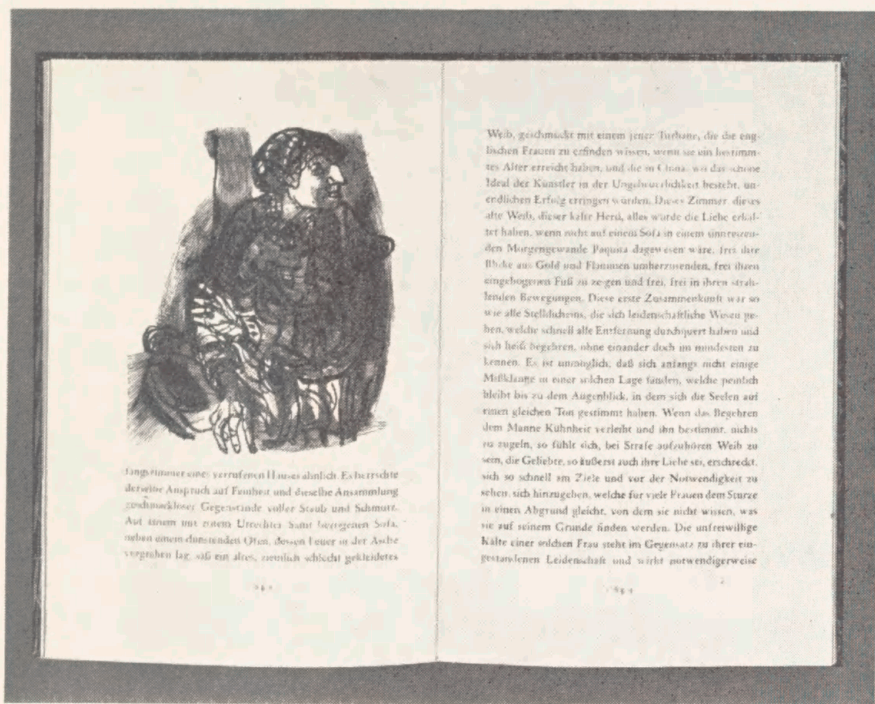 fangszimmer eines verrufenen Hauses ähnlich. Es herrschte
derselbe Anspruch auf Feinheit und dieselbe Ansammlung
geschmackloser Gegenstände voller Staub und Schmutz.
Auf einem mit rotem Utrechter Samt bezogenen Sofa,
neben einem dunstenden Ofen, dessen Feuer in der Asche
vergraben lag, saß ein altes, ziemlich schlecht gekleidetes
Weib, geschmückt mit einem jener Turbane, die die eng-
lischen Frauen zu erfinden wissen, wenn sie ein bestimm-
tes Alter erreicht haben, und die in China, wo das schöne
Ideal der Künstler in der Ungeheuerlichkeit besteht, un-
endlichen Erfolg erringen würden. Dieses Zimmer, dieses
alte Weib, dieser kalte Herd, alles würde die Liebe erkäl-
tet haben, wenn nicht auf einem Sofa in einem sinnreizen-
den Morgengewande Paquita dagewesen wäre, frei ihre
Blicke aus Gold und Flammen umherzusenden, frei ihren
eingebogenen Fuß zu zeigen und frei, frei in ihren strah-
lenden Bewegungen. Diese erste Zusammenkunft war so
wie alle Stelldicheins, die sich leidenschaftliche Wesen ge-
ben, welche schnell alle Entfernung durchquert haben und
sich heiß begehren, ohne einander doch im mindesten zu
kennen. Es ist unmöglich, daß sich anfangs nicht einige
Mißklänge in einer solchen Lage fanden, welche peinlich
bleibt bis zu dem Augenblick, in dem sich die Seelen auf
einen gleichen Ton gestimmt haben. Wenn das Begehren
dem Manne Kühnheit verleiht und ihn bestimmt, nichts
zu zügeln, so fühlt sich, bei Strafe aufzuhören Weib zu
sein, die Geliebte, so äußerst auch ihre Liebe sei, erschreckt,
sich so schnell am Ziele und vor der Notwendigkeit zu
sehen, sich hinzugeben, welche für viele Frauen dem Sturze
in einen Abgrund gleicht, von dem sie nicht wissen, was
sie auf seinem Grunde finden werden. Die unfreiwillige
Kälte einer solchen Frau steht im Gegensatz zu ihrer ein-
gestandenen Leidenschaft und wirkt notwendigerweise